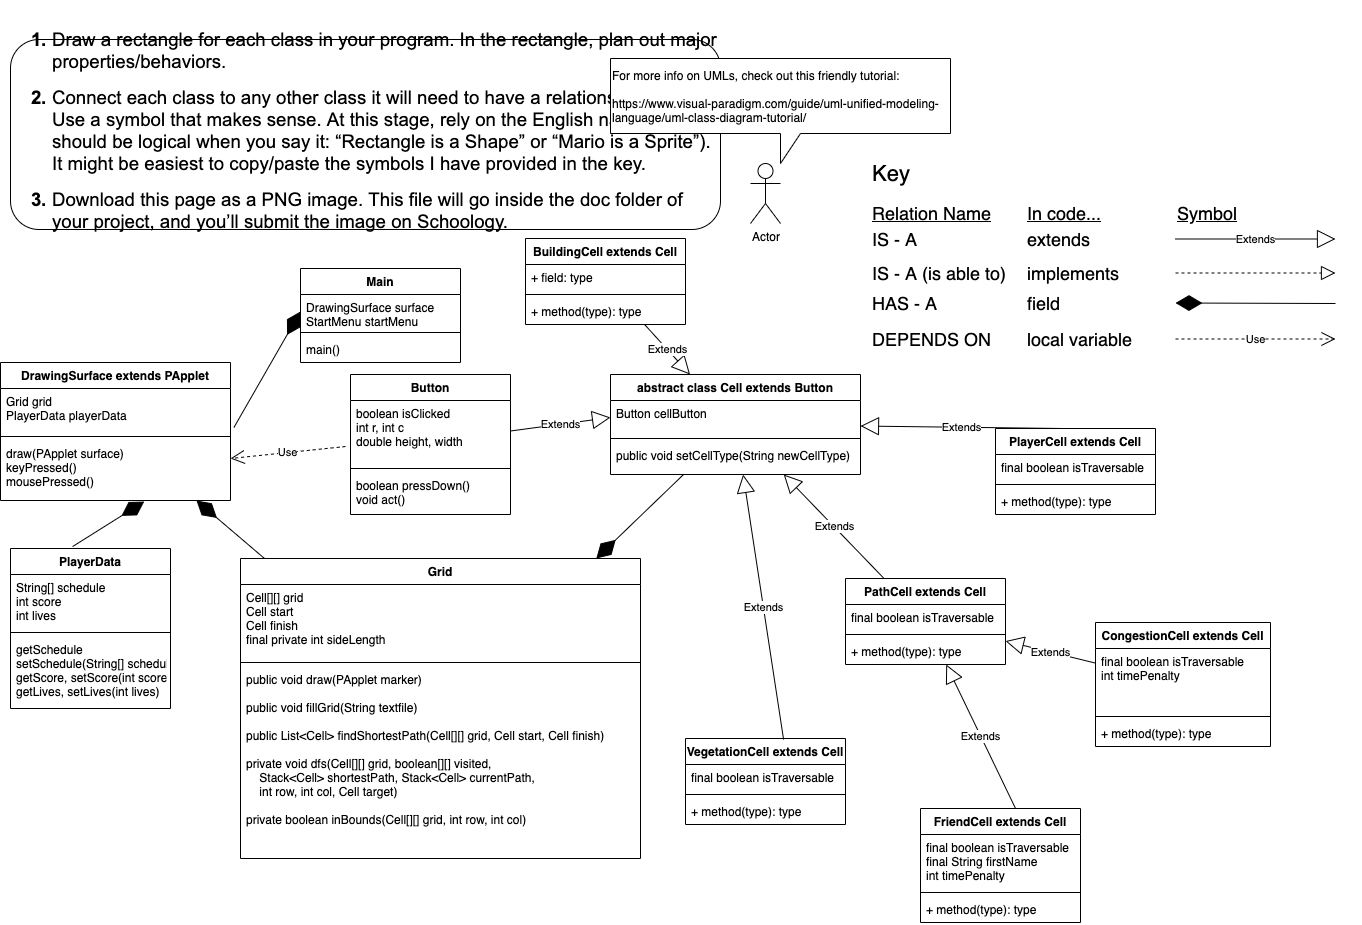 1. Draw a rectangle for each class in your program. In the rectangle, plan out major
properties/behaviors.
2. Connect each class to any other class it will need to have a relations
Use a symbol that makes sense. At this stage, rely on the English n
should be logical when you say it: “Rectangle is a Shape” or “Mario is a Sprite”).
It might be easiest to copy/paste the symbols I have provided in the key.
3. Download this page as a PNG image. This file will go inside the doc folder of
your project, and you’ll submit the image on Schoology.
For more info on UMLs, check out this friendly tutorial:
https://www.visual-paradigm.com/guide/uml-unified-modeling-
language/uml-class-diagram-tutorial/
Actor
Key
Relation Name In code... Symbol
IS - A extends Extends
IS - A (is able to) implements
HAS - A field
DEPENDS ON local variable Use
BuildingCell extends Cell
+ field: type
+ method(type): type
Extends
Main
DrawingSurface surface
StartMenu startMenu
main()
DrawingSurface extends PApplet
Grid grid
PlayerData playerData
draw(PApplet surface)
keyPressed()
mousePressed()
Use
Button
boolean isClicked
int r, int c
double height, width
boolean pressDown()
void act()
Extends
abstract class Cell extends Button
Button cellButton
public void setCellType(String newCellType)
Extends
PlayerCell extends Cell
final boolean isTraversable
+ method(type): type
PlayerData
String[] schedule
int score
int lives
getSchedule
setSchedule(String[] schedu
getScore, setScore(int score
getLives, setLives(int lives)
Grid
Cell[][] grid
Cell start
Cell finish
final private int sideLength
public void draw(PApplet marker)
public void fillGrid(String textfile)
public List<Cell> findShortestPath(Cell[][] grid, Cell start, Cell finish)
private void dfs(Cell[][] grid, boolean[][] visited,
Stack<Cell> shortestPath, Stack<Cell> currentPath,
int row, int col, Cell target)
private boolean inBounds(Cell[][] grid, int row, int col)
Extends
Extends
PathCell extends Cell
final boolean isTraversable
+ method(type): type
Extends
CongestionCell extends Cell
final boolean isTraversable
int timePenalty
+ method(type): type
Extends
VegetationCell extends Cell
final boolean isTraversable
+ method(type): type
FriendCell extends Cell
final boolean isTraversable
final String firstName
int timePenalty
+ method(type): type